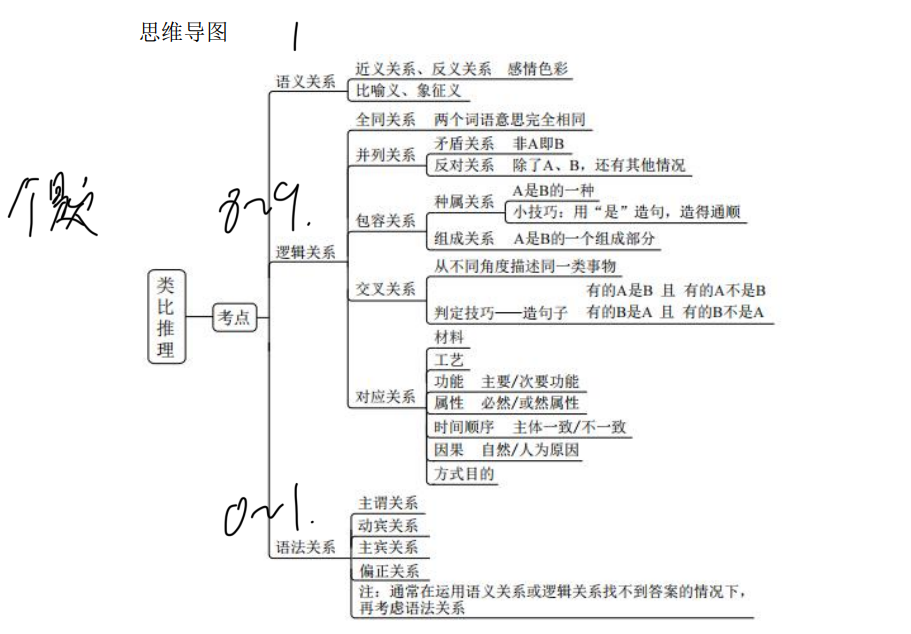 思维导图
1
语义关系
近义关系、反义关系 感情色彩
比喻义、象征义
全同关系 两个词语意思完全相同
并列关系
矛盾关系 非A即B
反对关系 除了A、B，还有其他情况
8~9.
逻辑关系
包容关系
种属关系
A是B的一种
小技巧：用“是”造句，造得通顺
组成关系 A是B的一个组成部分
交叉关系
从不同角度描述同一类事物
判定技巧——造句子
有的A是B 且 有的A不是B
有的B是A 且 有的B不是A
类比推理
考点
对应关系
材料
工艺
功能 主要/次要功能
属性 必然/或然属性
时间顺序 主体一致/不一致
因果 自然/人为原因
方式目的
0~1.
语法关系
主谓关系
动宾关系
主宾关系
偏正关系
注：通常在运用语义关系或逻辑关系找不到答案的情况下，
再考虑语法关系